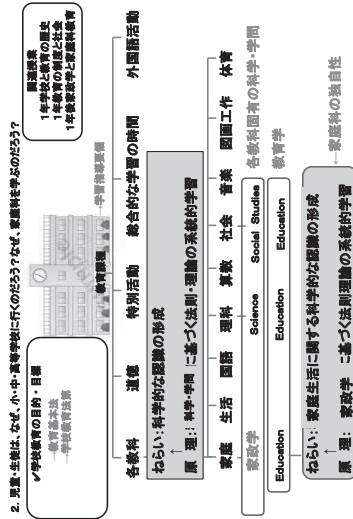 2. 児童・生徒は、なぜ、小・中・高等学校に行くのだろう?なぜ、家庭科を学ぶのだろう?
✓学校教育の目的・目標
→教育基本法
→学校教育法第
教育課程
→学習指導要領
関連授業
1年学校と教育の歴史
1年教育の制度と社会
1年後家政学と家庭科教育
各教科 道徳 特別活動 総合的な学習の時間 外国語活動
ねらい:科学的な認識の形成
↑
原 理:科学・学問 に基づく法則・理論の系統的学習
家庭 生活 国語 理科 算数 社会 音楽 図画工作 体育
家政学 Science Social Studies 各教科固有の科学・学問
Education Education Education 教育学
ねらい:家庭生活に関する科学的な認識の形成
↑
原 理:家政学 に基づく法則理論の系統的学習
←家庭科の独自性